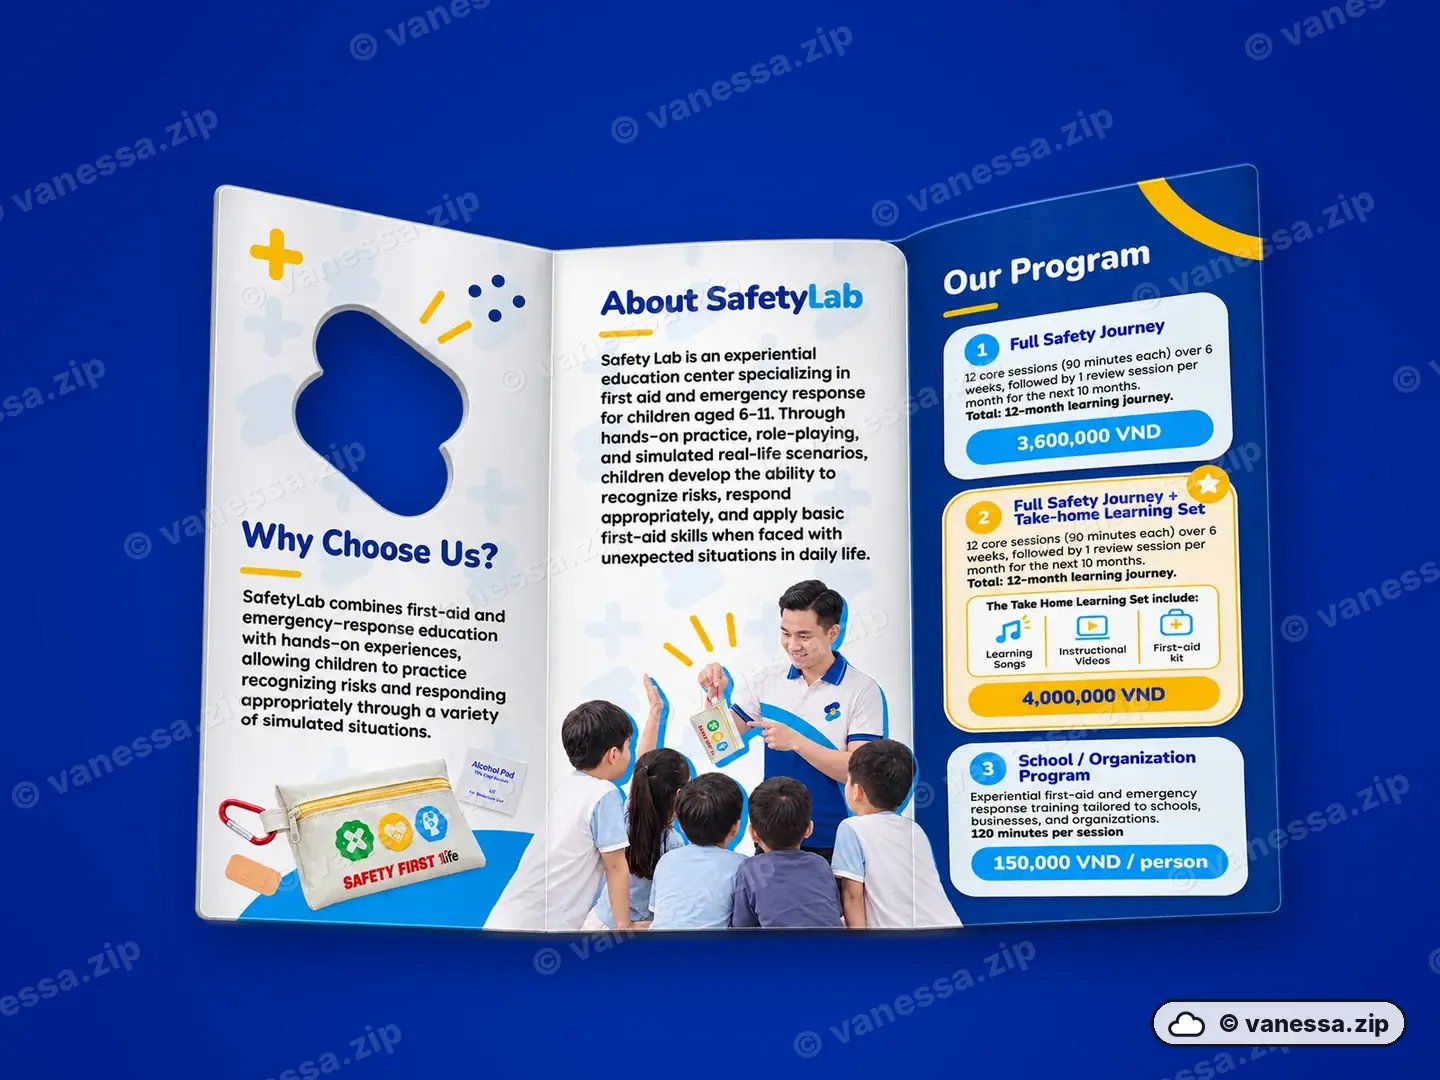 Why Choose Us?
SafetyLab combines first-aid and
emergency-response education
with hands-on experiences,
allowing children to practice
recognizing risks and responding
appropriately through a variety
of simulated situations.
Alcohol Pad
SAFETY FIRST 1life
About SafetyLab
Safety Lab is an experiential
education center specializing in
first aid and emergency response
for children aged 6-11. Through
hands-on practice, role-playing,
and simulated real-life scenarios,
children develop the ability to
recognize risks, respond
appropriately, and apply basic
first-aid skills when faced with
unexpected situations in daily life.
Our Program
1
Full Safety Journey
12 core sessions (90 minutes each) over 6
weeks, followed by 1 review session per
month for the next 10 months.
Total: 12-month learning journey.
3,600,000 VND
2
Full Safety Journey +
Take-home Learning Set
12 core sessions (90 minutes each) over 6
weeks, followed by 1 review session per
month for the next 10 months.
Total: 12-month learning journey.
The Take Home Learning Set include:
Learning
Songs
Instructional
Videos
First-aid
kit
4,000,000 VND
3
School / Organization
Program
Experiential first-aid and emergency
response training tailored to schools,
businesses, and organizations.
120 minutes per session
150,000 VND / person
© vanessa.zip